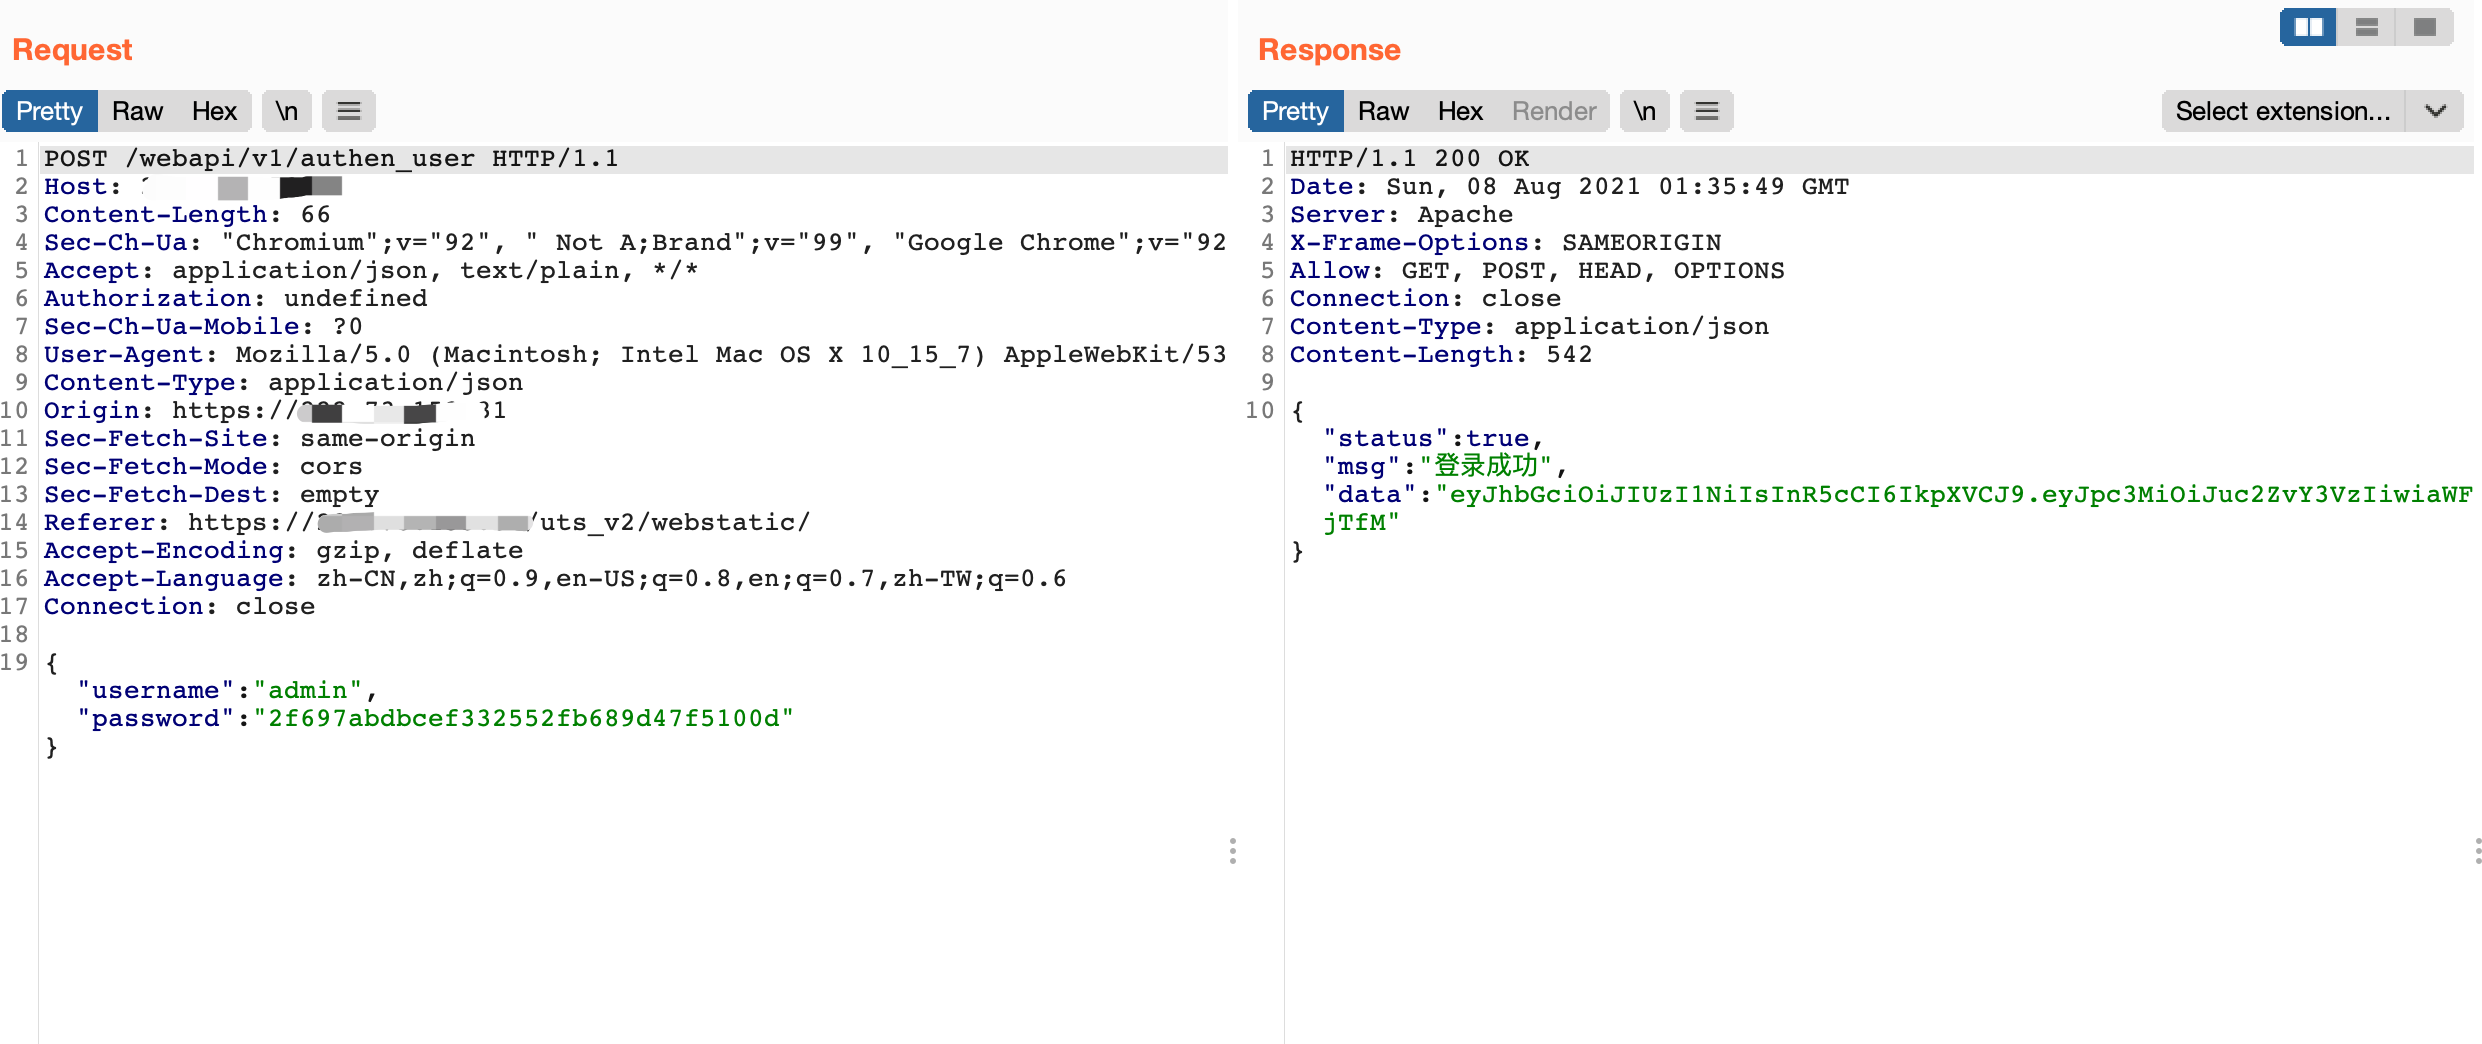 Request
Pretty Raw Hex \n
1 POST /webapi/v1/authen_user HTTP/1.1
2 Host:
3 Content-Length: 66
4 Sec-Ch-Ua: "Chromium";v="92", " Not A;Brand";v="99", "Google Chrome";v="92
5 Accept: application/json, text/plain, */*
6 Authorization: undefined
7 Sec-Ch-Ua-Mobile: ?0
8 User-Agent: Mozilla/5.0 (Macintosh; Intel Mac OS X 10_15_7) AppleWebKit/53
9 Content-Type: application/json
10 Origin: https://
11 Sec-Fetch-Site: same-origin
12 Sec-Fetch-Mode: cors
13 Sec-Fetch-Dest: empty
14 Referer: https:// /uts_v2/webstatic/
15 Accept-Encoding: gzip, deflate
16 Accept-Language: zh-CN,zh;q=0.9,en-US;q=0.8,en;q=0.7,zh-TW;q=0.6
17 Connection: close
18
19 {
"username":"admin",
"password":"2f697abdbcef332552fb689d47f5100d"
}
Response
Pretty Raw Hex Render \n
Select extension...
1 HTTP/1.1 200 OK
2 Date: Sun, 08 Aug 2021 01:35:49 GMT
3 Server: Apache
4 X-Frame-Options: SAMEORIGIN
5 Allow: GET, POST, HEAD, OPTIONS
6 Connection: close
7 Content-Type: application/json
8 Content-Length: 542
9
10 {
"status":true,
"msg":"登录成功",
"data":"eyJhbGciOiJIUzI1NiIsInR5cCI6IkpXVCJ9.eyJpc3MiOiJuc2ZvY3VzIiwiaWF
jTfM"
}